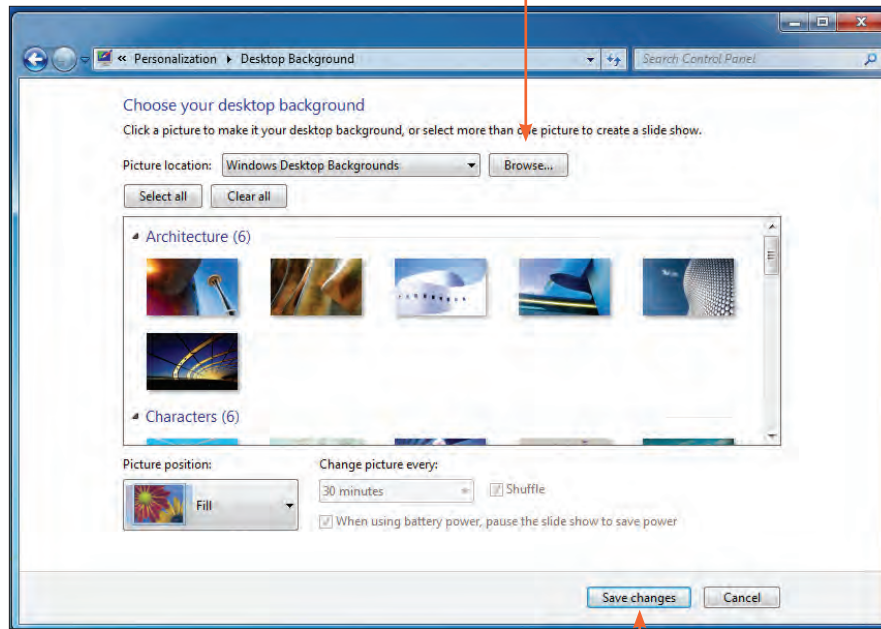 « Personalization ▸ Desktop Background
Search Control Panel
Choose your desktop background
Click a picture to make it your desktop background, or select more than one picture to create a slide show.
Picture location: Windows Desktop Backgrounds Browse...
Select all Clear all
Architecture (6)
Characters (6)
Picture position: Change picture every:
Fill 30 minutes Shuffle
When using battery power, pause the slide show to save power
Save changes Cancel